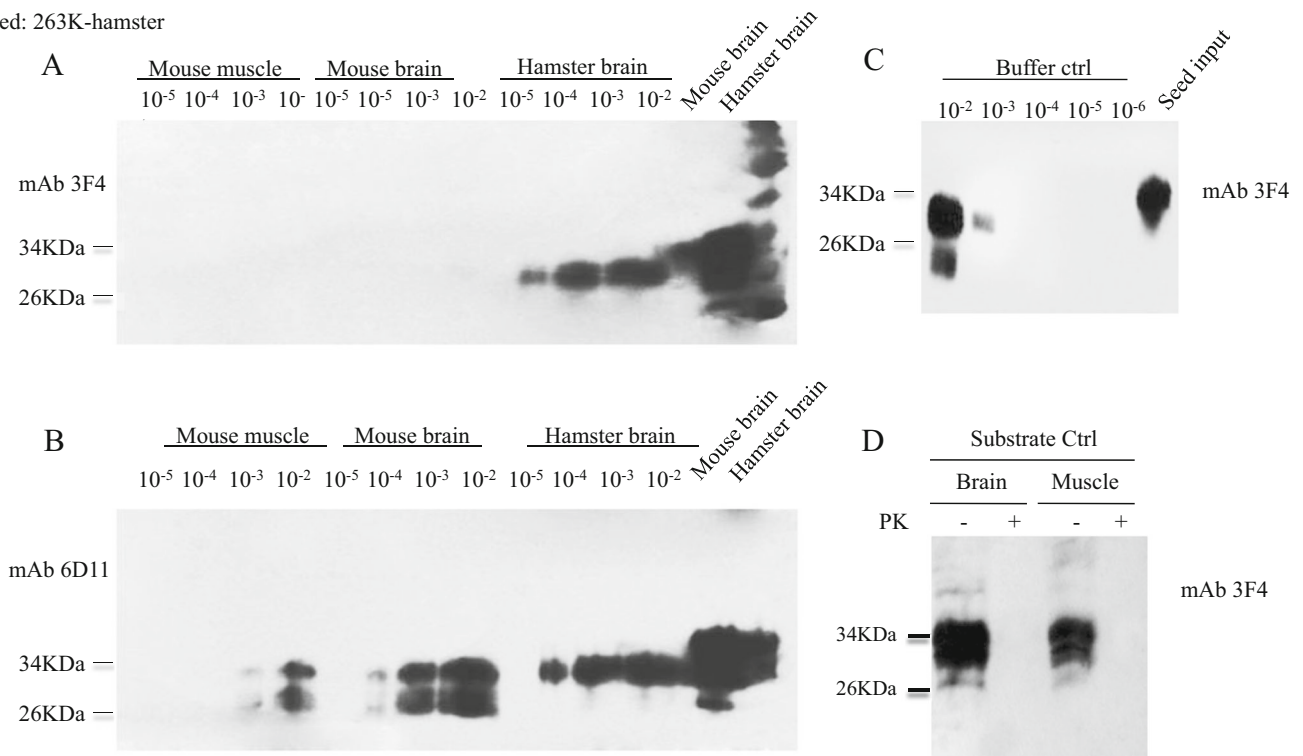 ed: 263K-hamster
A
Mouse muscle Mouse brain Hamster brain Mouse brain Hamster brain
10⁻⁵ 10⁻⁴ 10⁻³ 10⁻ 10⁻⁵ 10⁻⁵ 10⁻³ 10⁻² 10⁻⁵ 10⁻⁴ 10⁻³ 10⁻²
mAb 3F4
34KDa
26KDa
C
Buffer ctrl Seed input
10⁻² 10⁻³ 10⁻⁴ 10⁻⁵ 10⁻⁶
34KDa
26KDa
mAb 3F4
B
Mouse muscle Mouse brain Hamster brain Mouse brain Hamster brain
10⁻⁵ 10⁻⁴ 10⁻³ 10⁻² 10⁻⁵ 10⁻⁴ 10⁻³ 10⁻² 10⁻⁵ 10⁻⁴ 10⁻³ 10⁻²
mAb 6D11
34KDa
26KDa
D
Substrate Ctrl
Brain Muscle
PK - + - +
34KDa
26KDa
mAb 3F4